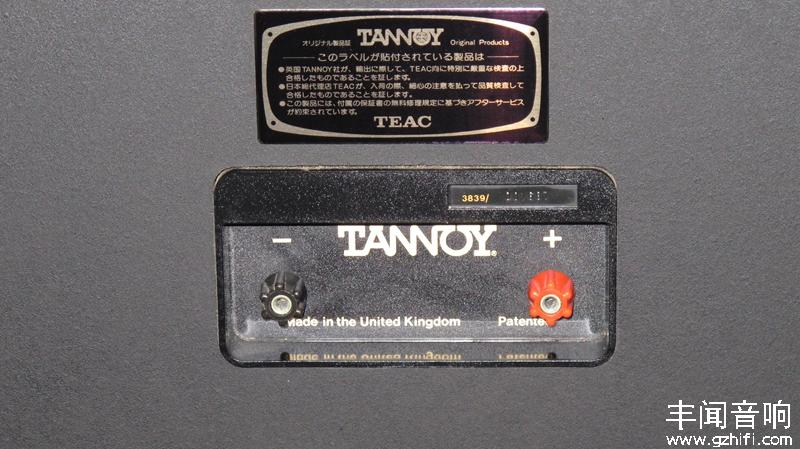 オリジナル製品証 TANNOY Original Products
このラベルが貼付されている製品は
●英国TANNOY社が、輸出に際して、TEAC向に特別に厳重な検査の上
合格したものであることを証します。
●日本総代理店TEACが、入荷の際、細心の注意を払って品質検査して
合格したものであることを証します。
●この製品には、付属の保証書の無料修理規定に基づきアフターサービス
が約束されています。
TEAC
3839/
− TANNOY® +
Made in the United Kingdom Patente
丰闻音响
www.gzhifi.com